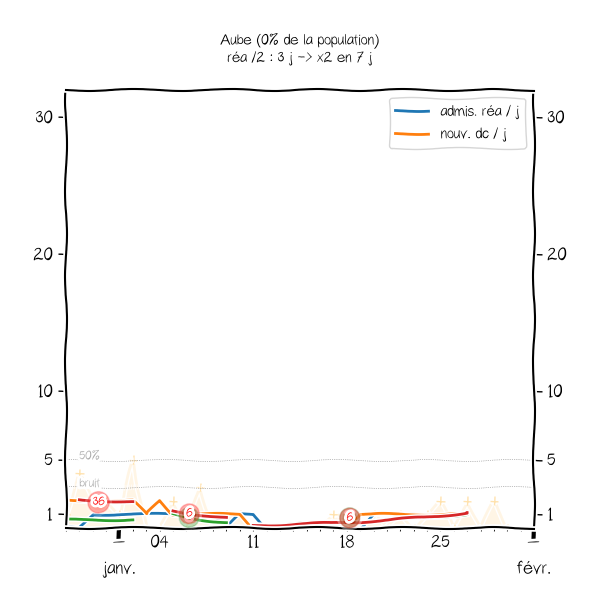 Aube (0% de la population)
réa /2 : 3 j -> x2 en 7 j
admis. réa / j
nouv. dc / j
30
30
20
20
10
10
50%
5
5
bruit
36
6
6
1
1
04
11
18
25
janv.
févr.